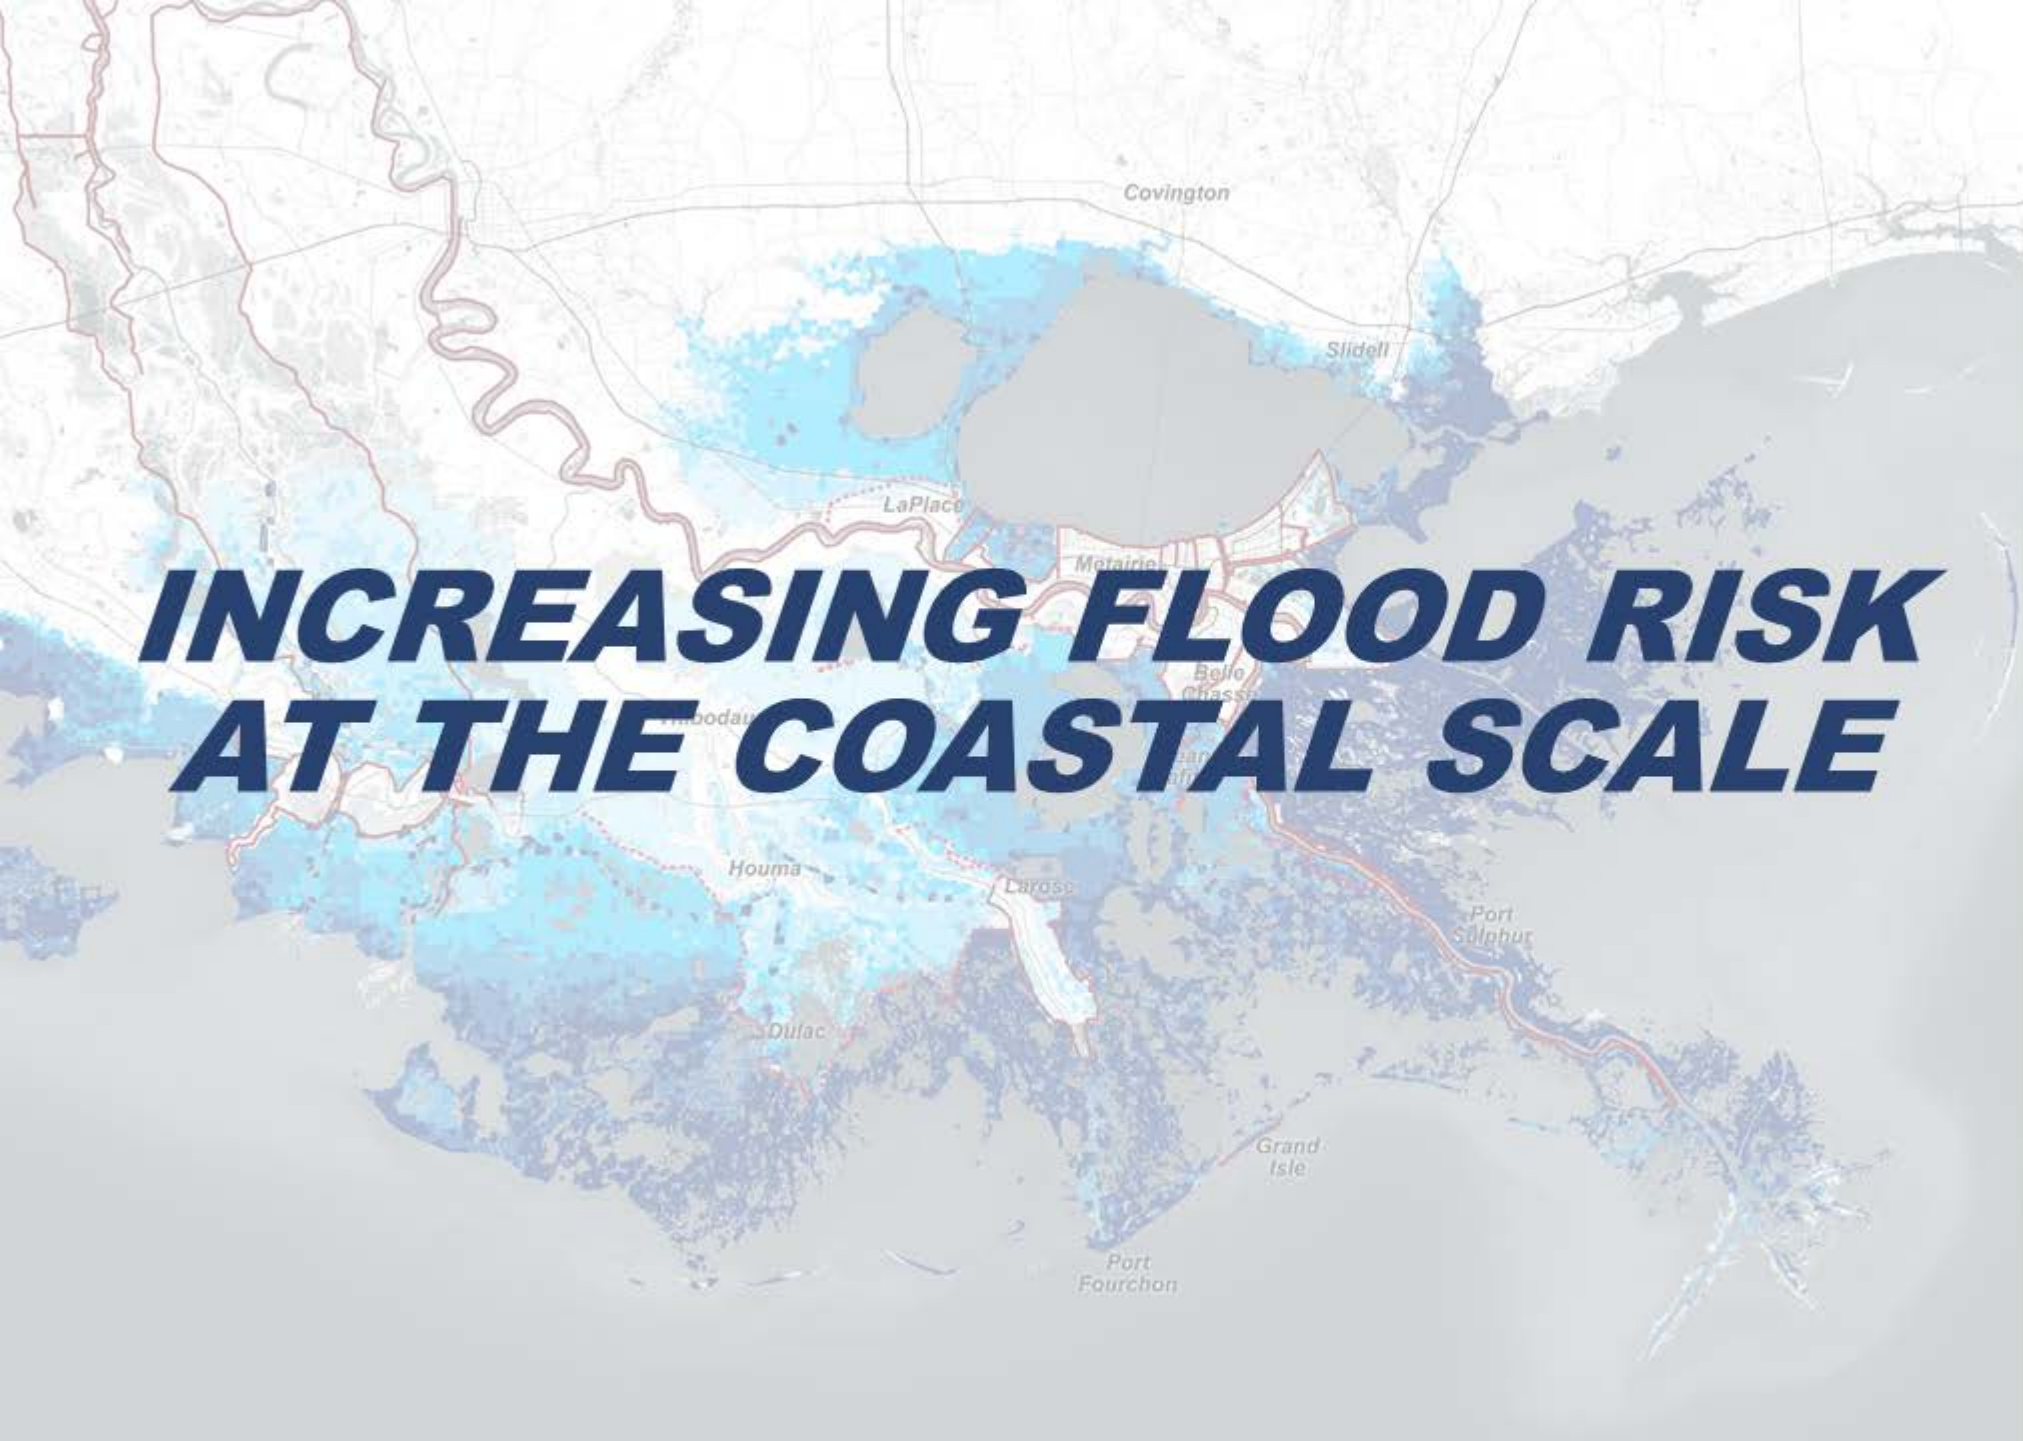 Covington
Slidell
LaPlace
Metairie
INCREASING FLOOD RISK
Belle
Chasse
AT THE COASTAL SCALE
Houma
Larose
Port
Sulphur
Dulac
Grand
Isle
Port
Fourchon